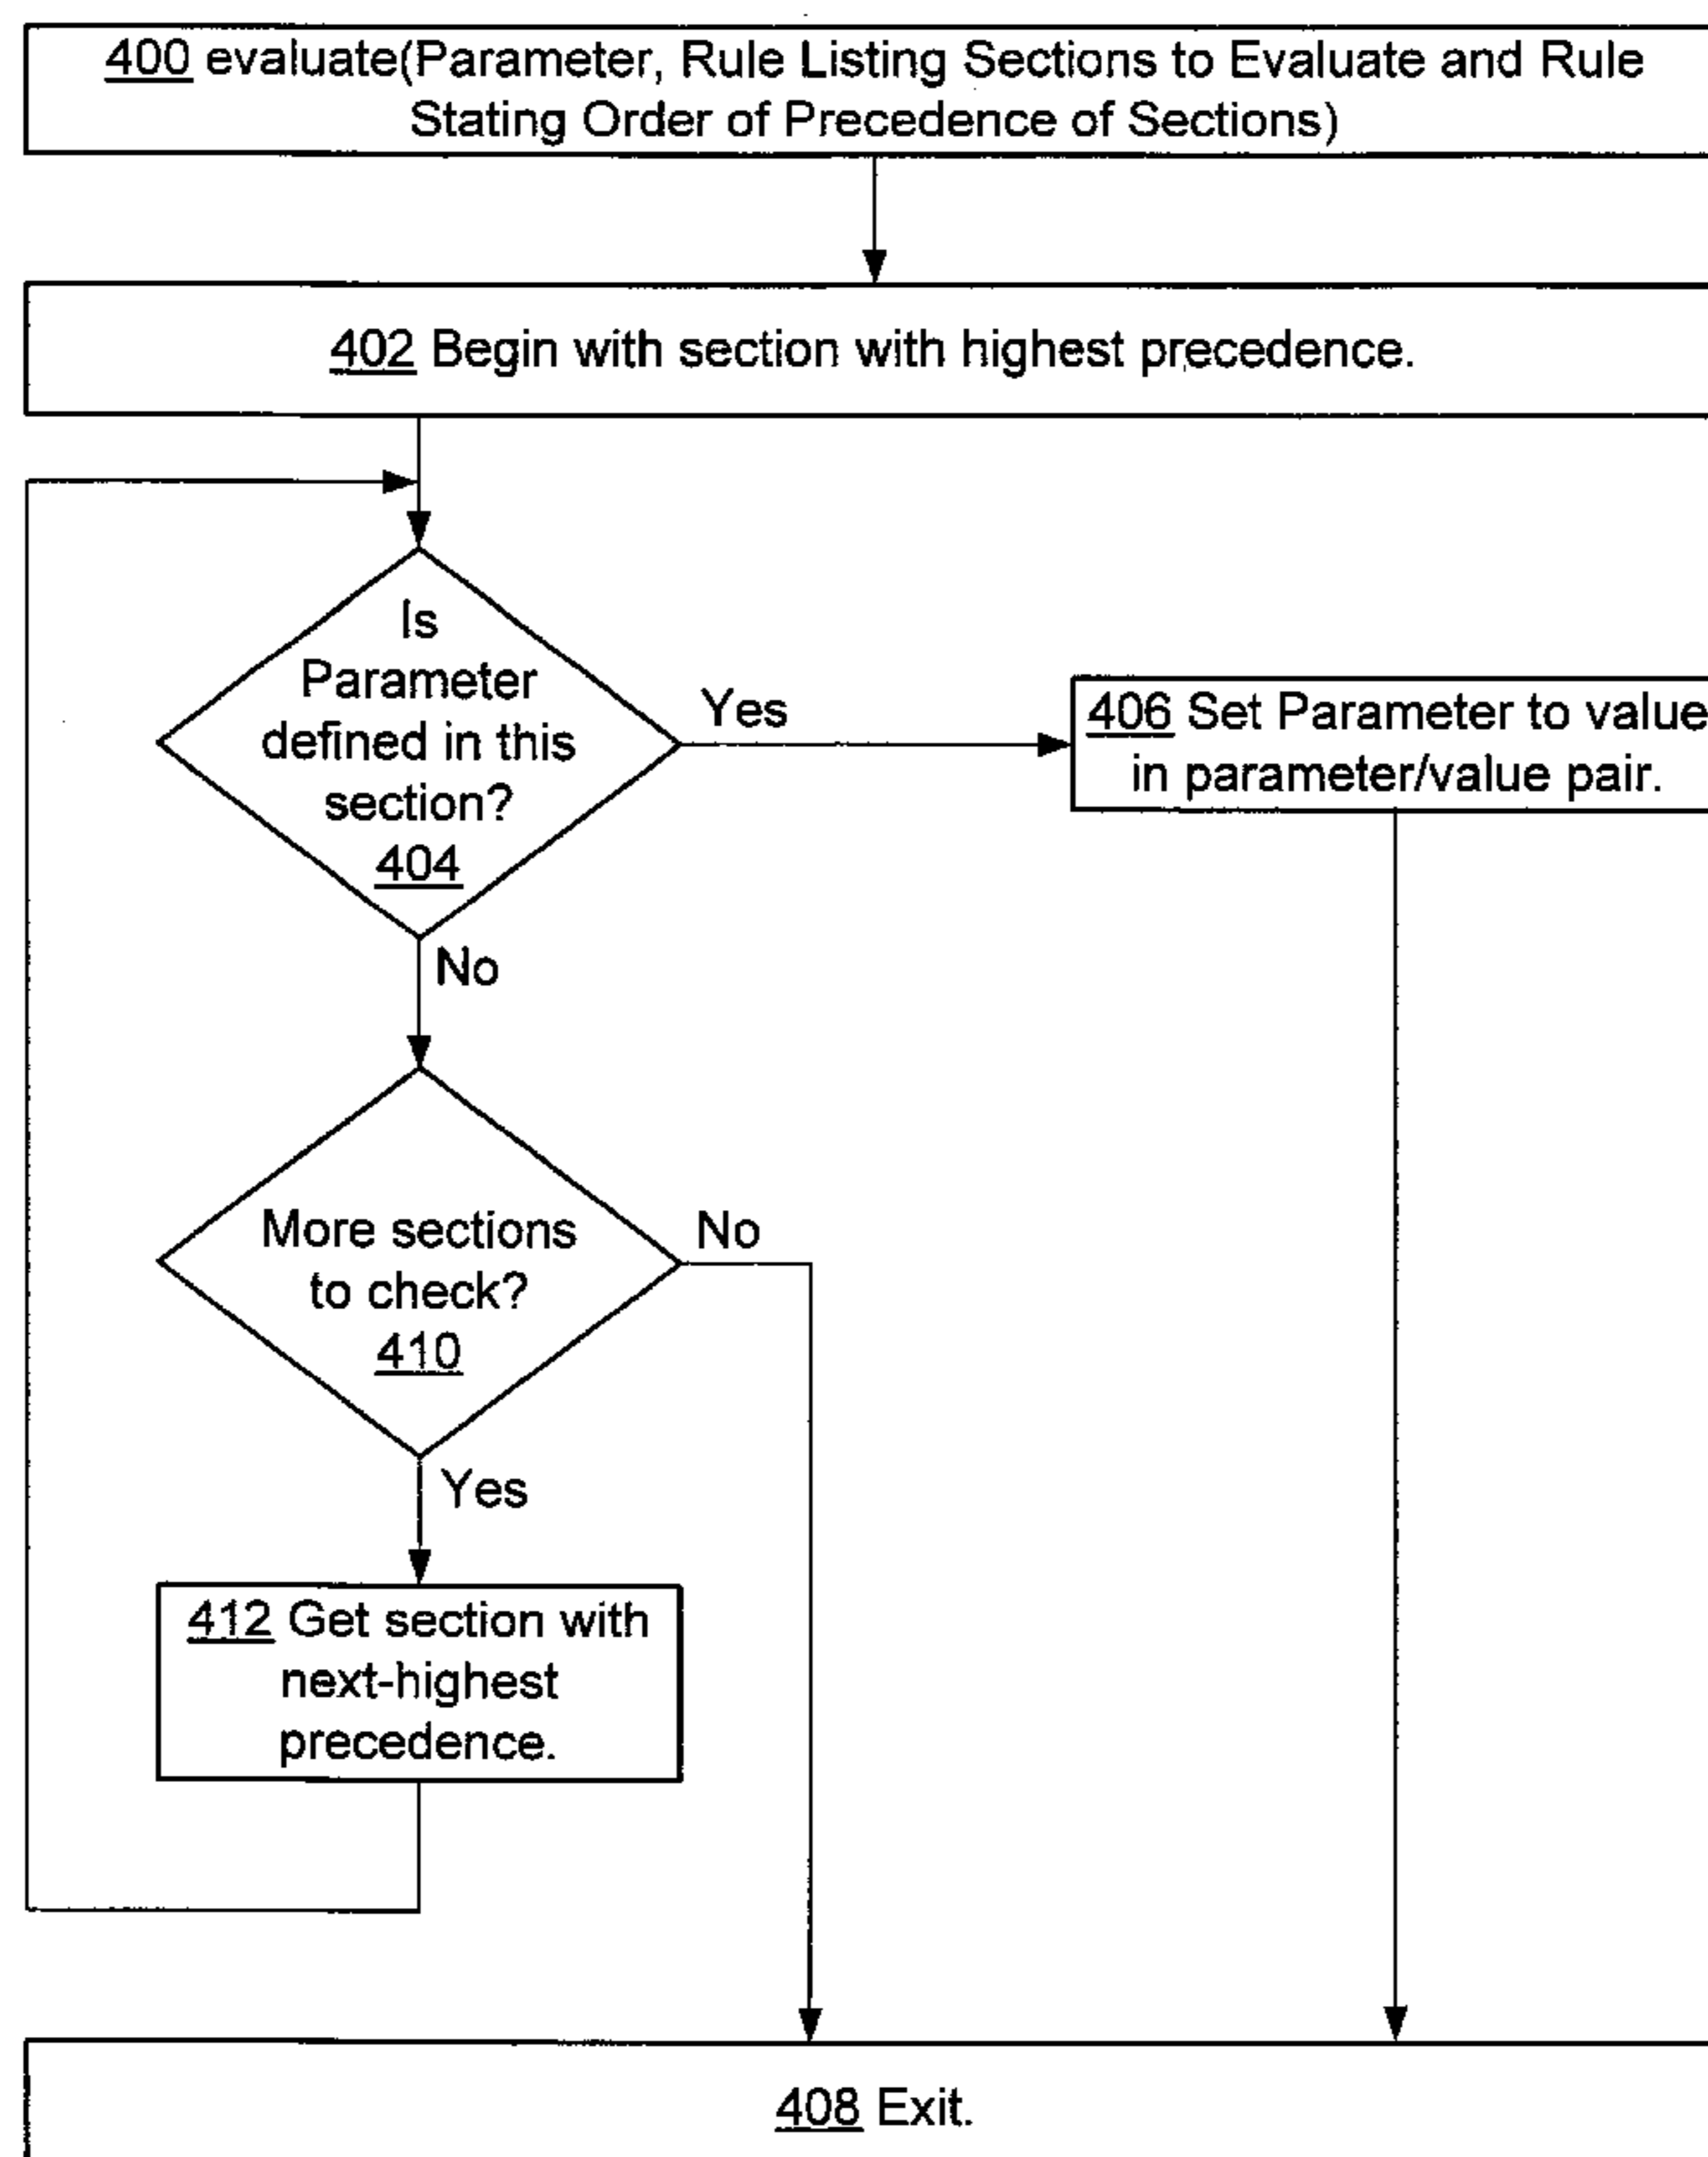 400 evaluate(Parameter, Rule Listing Sections to Evaluate and Rule
Stating Order of Precedence of Sections)
402 Begin with section with highest precedence.
Is
Parameter
defined in this
section?
404
Yes
406 Set Parameter to value
in parameter/value pair.
No
More sections
to check?
410
No
Yes
412 Get section with
next-highest
precedence.
408 Exit.